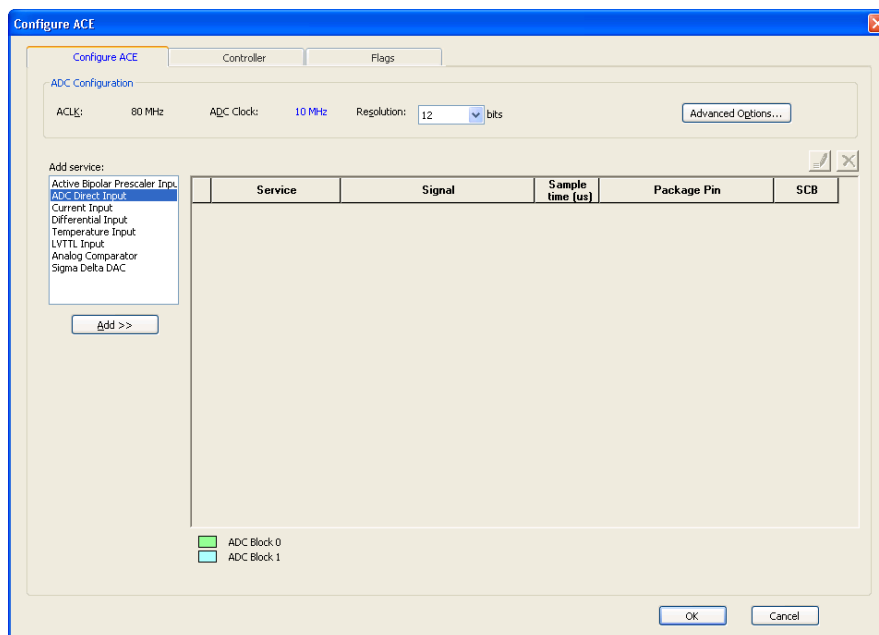 Configure ACE
Configure ACE
Controller
Flags
ADC Configuration
ACLK: 80 MHz ADC Clock: 10 MHz Resolution: 12 bits
Advanced Options...
Add service:
Active Bipolar Prescaler Inpu
ADC Direct Input
Current Input
Differential Input
Temperature Input
LVTTL Input
Analog Comparator
Sigma Delta DAC
Add >>
Service
Signal
Sample
time (us)
Package Pin
SCB
ADC Block 0
ADC Block 1
OK
Cancel